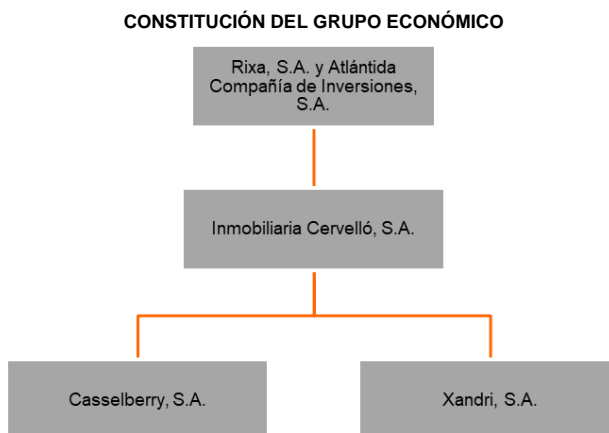 CONSTITUCIÓN DEL GRUPO ECONÓMICO
Rixa, S.A. y Atlántida
Compañía de Inversiones,
S.A.
Inmobiliaria Cervelló, S.A.
Casselberry, S.A.
Xandri, S.A.